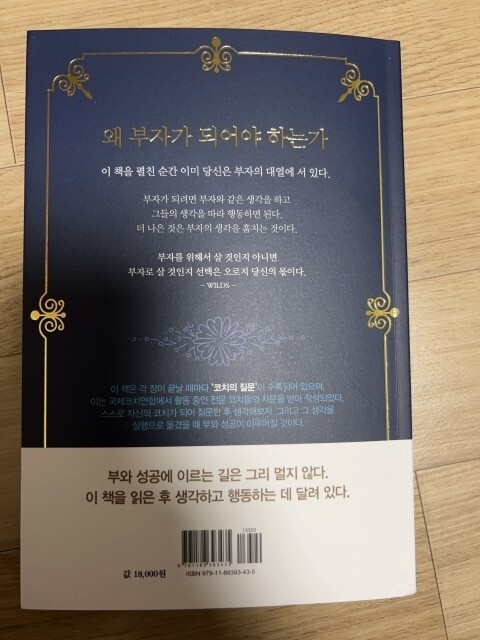 왜 부자가 되어야 하는가
이 책을 펼친 순간 이미 당신은 부자의 대열에 서 있다.
부자가 되려면 부자와 같은 생각을 하고
그들의 생각을 따라 행동하면 된다.
더 나은 것은 부자의 생각을 훔치는 것이다.
부자를 위해서 살 것인지 아니면
부자로 살 것인지 선택은 오로지 당신의 몫이다.
– WILDS –
이 책은 각 장이 끝날 때마다 '코치의 질문'이 수록되어 있으며,
이는 국제코치연합에서 활동 중인 전문 코치들의 자문을 받아 작성되었다.
스스로 자신의 코치가 되어 질문한 후 생각해보자. 그리고 그 생각을
실행으로 옮겼을 때 부와 성공이 이루어질 것이다.
부와 성공에 이르는 길은 그리 멀지 않다.
이 책을 읽은 후 생각하고 행동하는 데 달려 있다.
13320
값 18,000원
ISBN 979-11-88393-43-5